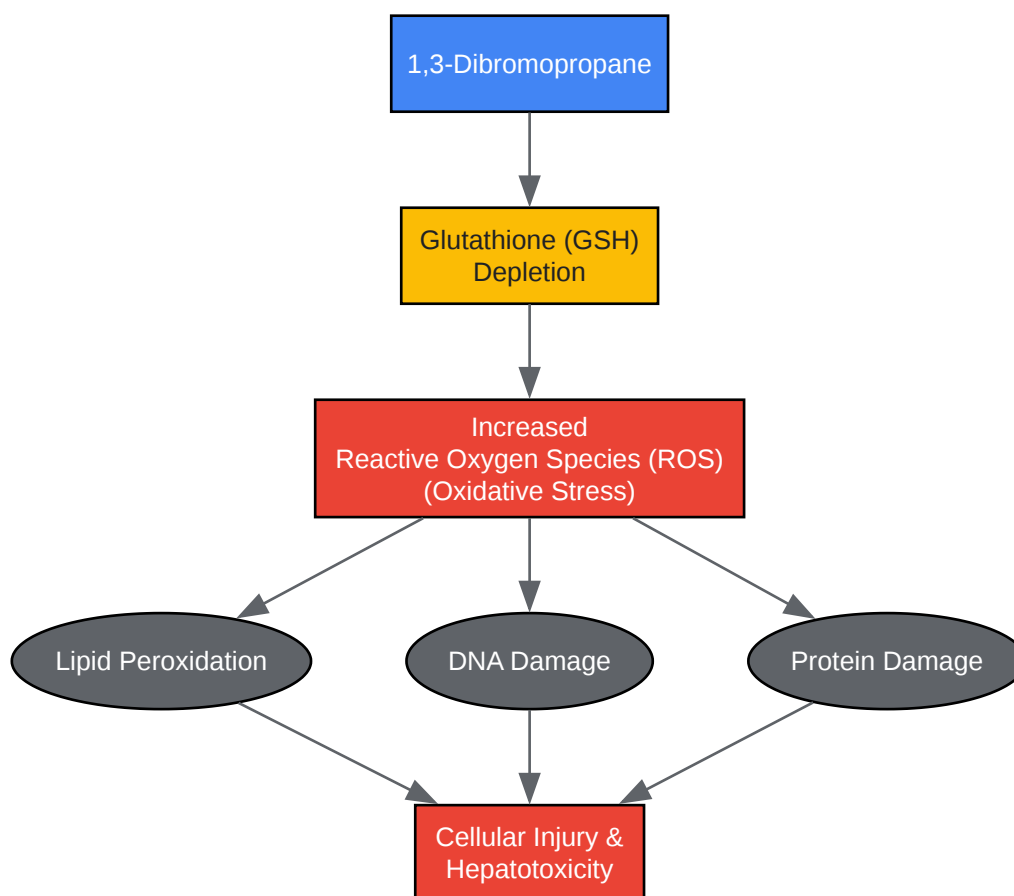 1,3-Dibromopropane
Glutathione (GSH)
Depletion
Increased
Reactive Oxygen Species (ROS)
(Oxidative Stress)
Lipid Peroxidation
DNA Damage
Protein Damage
Cellular Injury &
Hepatotoxicity